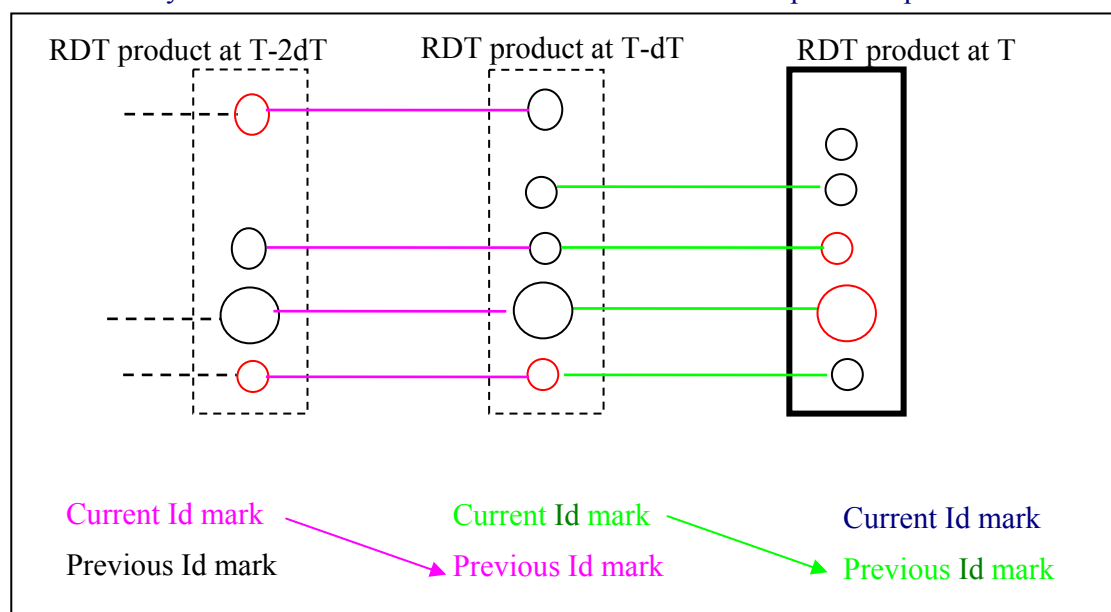 RDT product at T-2dT
RDT product at T-dT
RDT product at T
Current Id mark
Current Id mark
Current Id mark
Previous Id mark
Previous Id mark
Previous Id mark